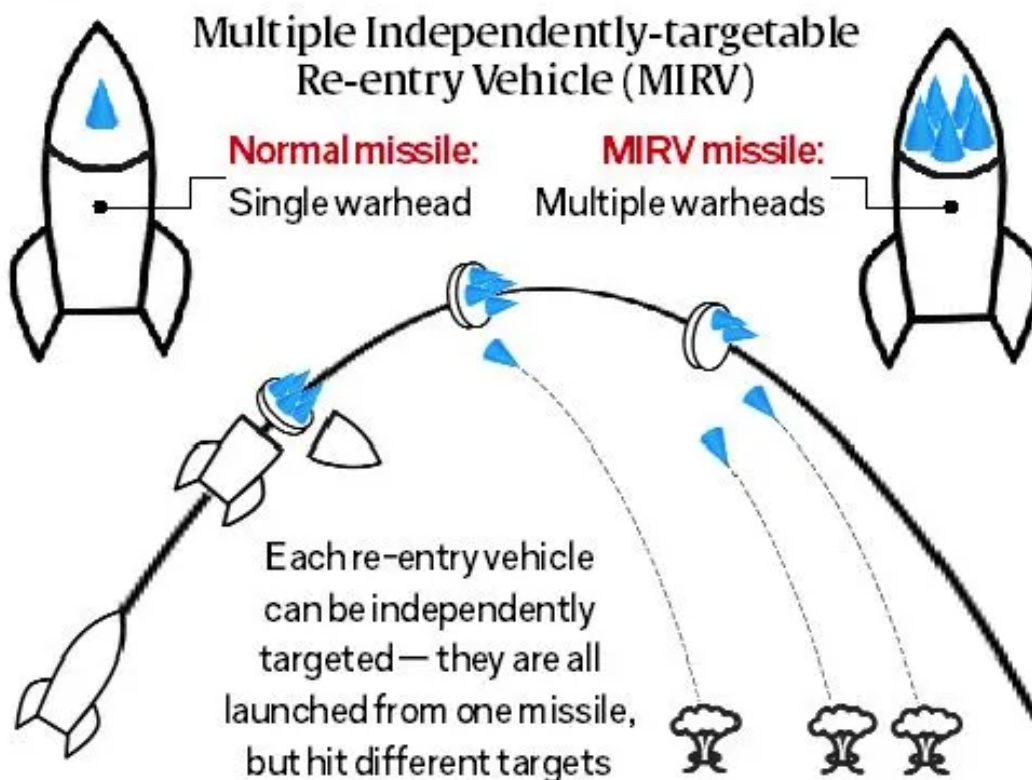 Multiple Independently-targetable
Re-entry Vehicle (MIRV)
Normal missile:
Single warhead
MIRV missile:
Multiple warheads
Each re-entry vehicle
can be independently
targeted— they are all
launched from one missile,
but hit different targets